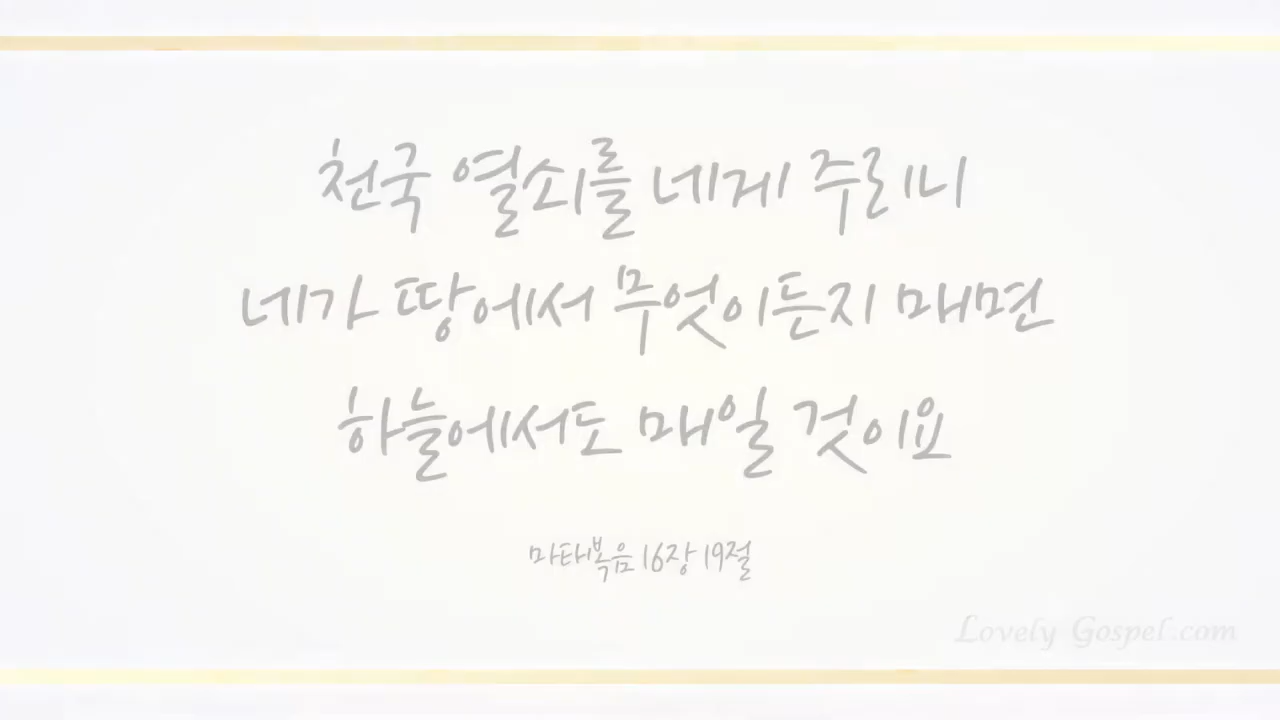 천국 열쇠를 네게 주리니
네가 땅에서 무엇이든지 매면
하늘에서도 매일 것이요
마태복음 16장 19절
Lovely Gospel.com